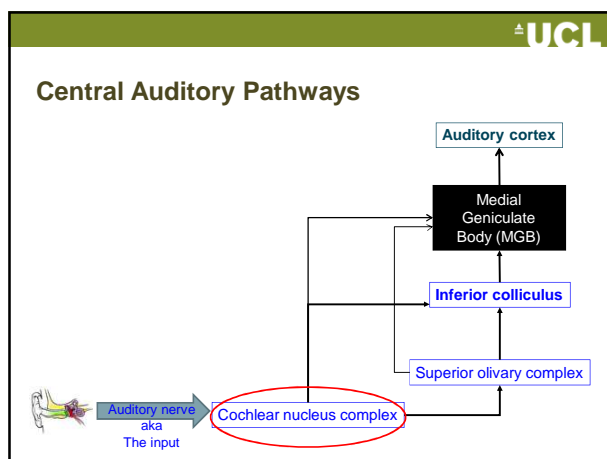 UCL
Central Auditory Pathways
Auditory cortex
Medial
Geniculate
Body (MGB)
Inferior colliculus
Superior olivary complex
Auditory nerve
aka
The input
Cochlear nucleus complex